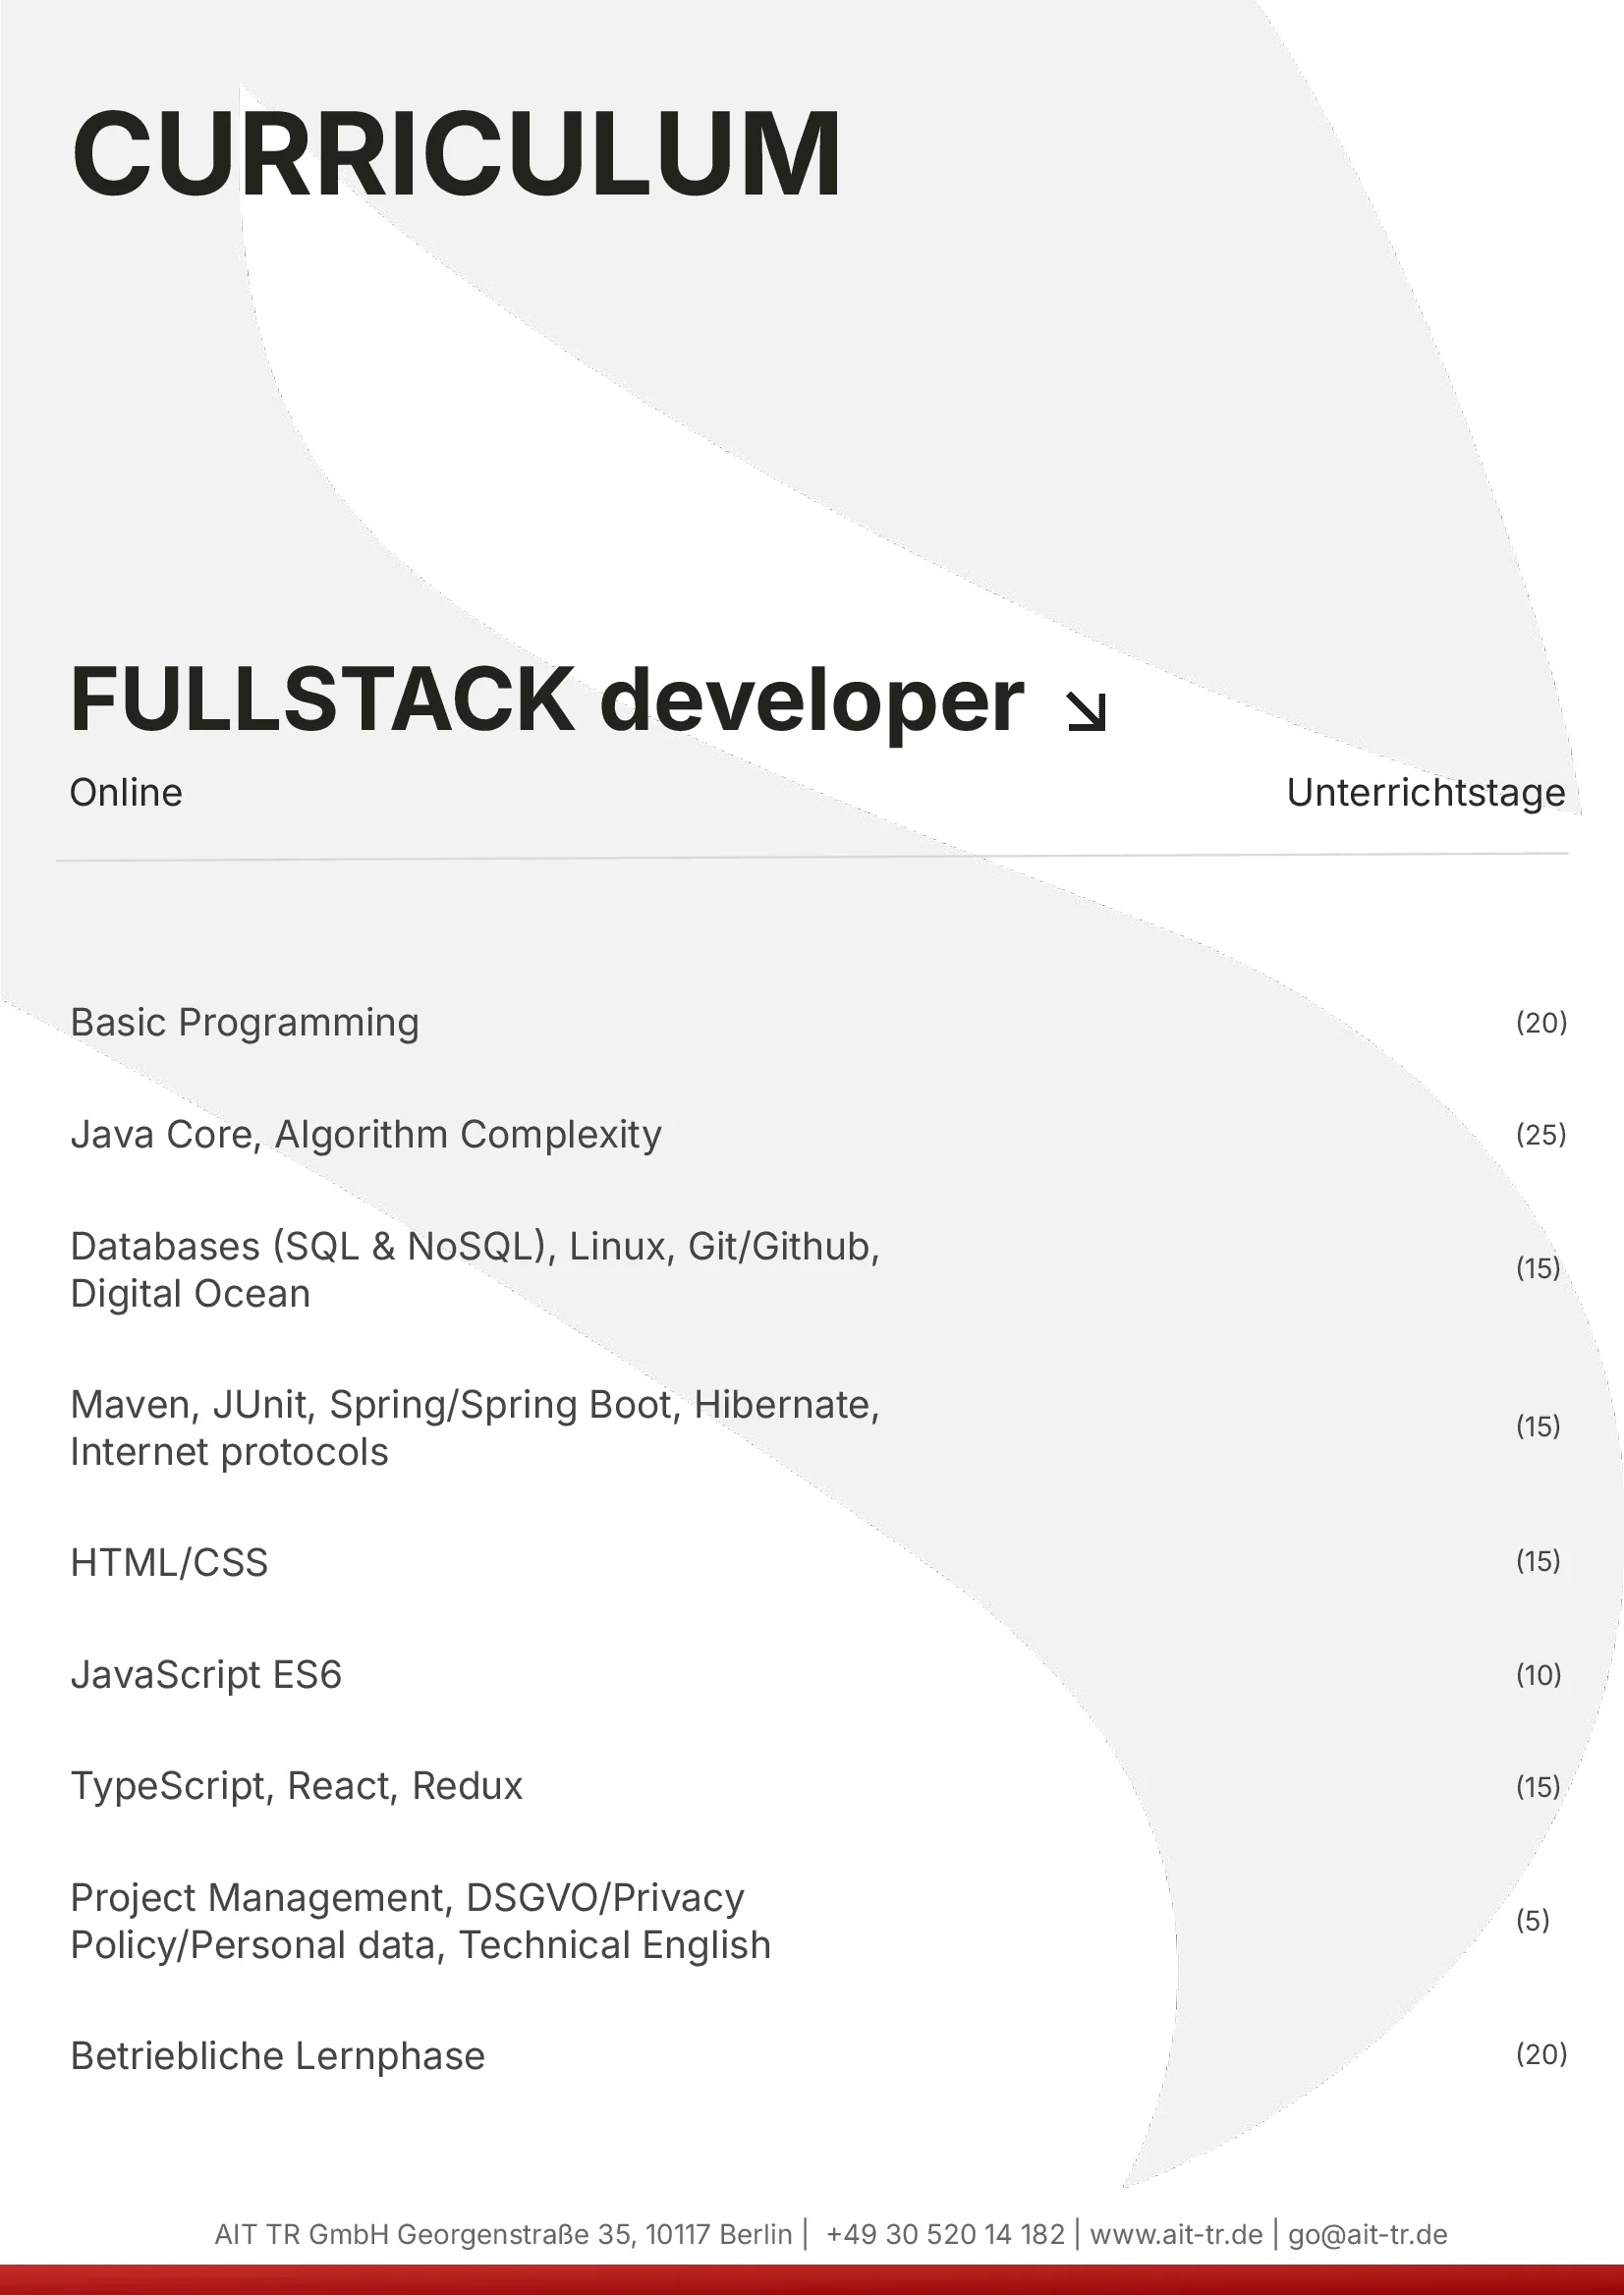 CURRICULUM
FULLSTACK developer ↘
Online Unterrichtstage
Basic Programming (20)
Java Core, Algorithm Complexity (25)
Databases (SQL & NoSQL), Linux, Git/Github,
Digital Ocean (15)
Maven, JUnit, Spring/Spring Boot, Hibernate,
Internet protocols (15)
HTML/CSS (15)
JavaScript ES6 (10)
TypeScript, React, Redux (15)
Project Management, DSGVO/Privacy
Policy/Personal data, Technical English (5)
Betriebliche Lernphase (20)
AIT TR GmbH Georgenstraße 35, 10117 Berlin | +49 30 520 14 182 | www.ait-tr.de | go@ait-tr.de